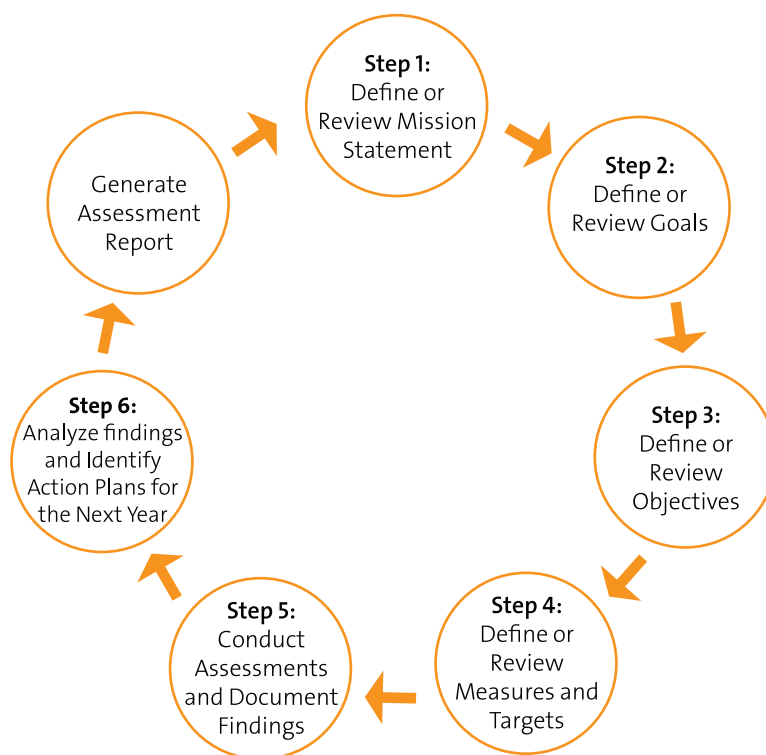 Step 1:
Define or
Review Mission
Statement
Step 2:
Define or
Review Goals
Step 3:
Define or
Review
Objectives
Step 4:
Define or
Review
Measures and
Targets
Step 5:
Conduct
Assessments
and Document
Findings
Step 6:
Analyze findings
and Identify
Action Plans for
the Next Year
Generate
Assessment
Report